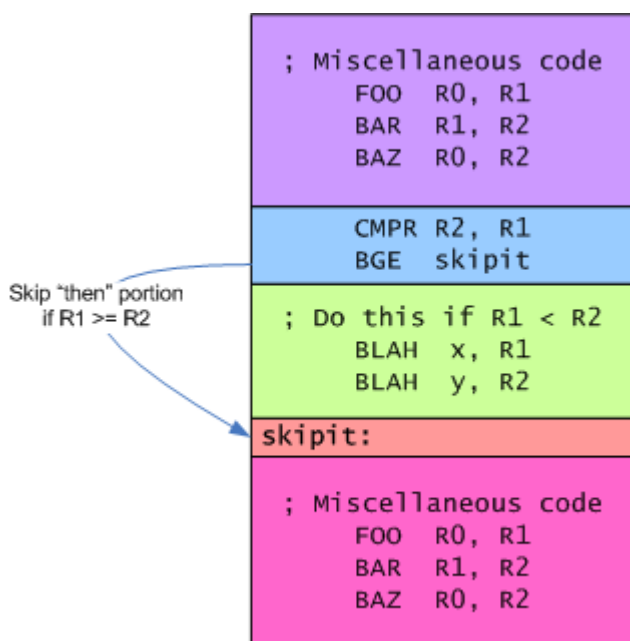 ; Miscellaneous code
FOO R0, R1
BAR R1, R2
BAZ R0, R2
CMPR R2, R1
BGE skipit
Skip “then” portion
if R1 >= R2
; Do this if R1 < R2
BLAH x, R1
BLAH y, R2
skipit:
; Miscellaneous code
FOO R0, R1
BAR R1, R2
BAZ R0, R2